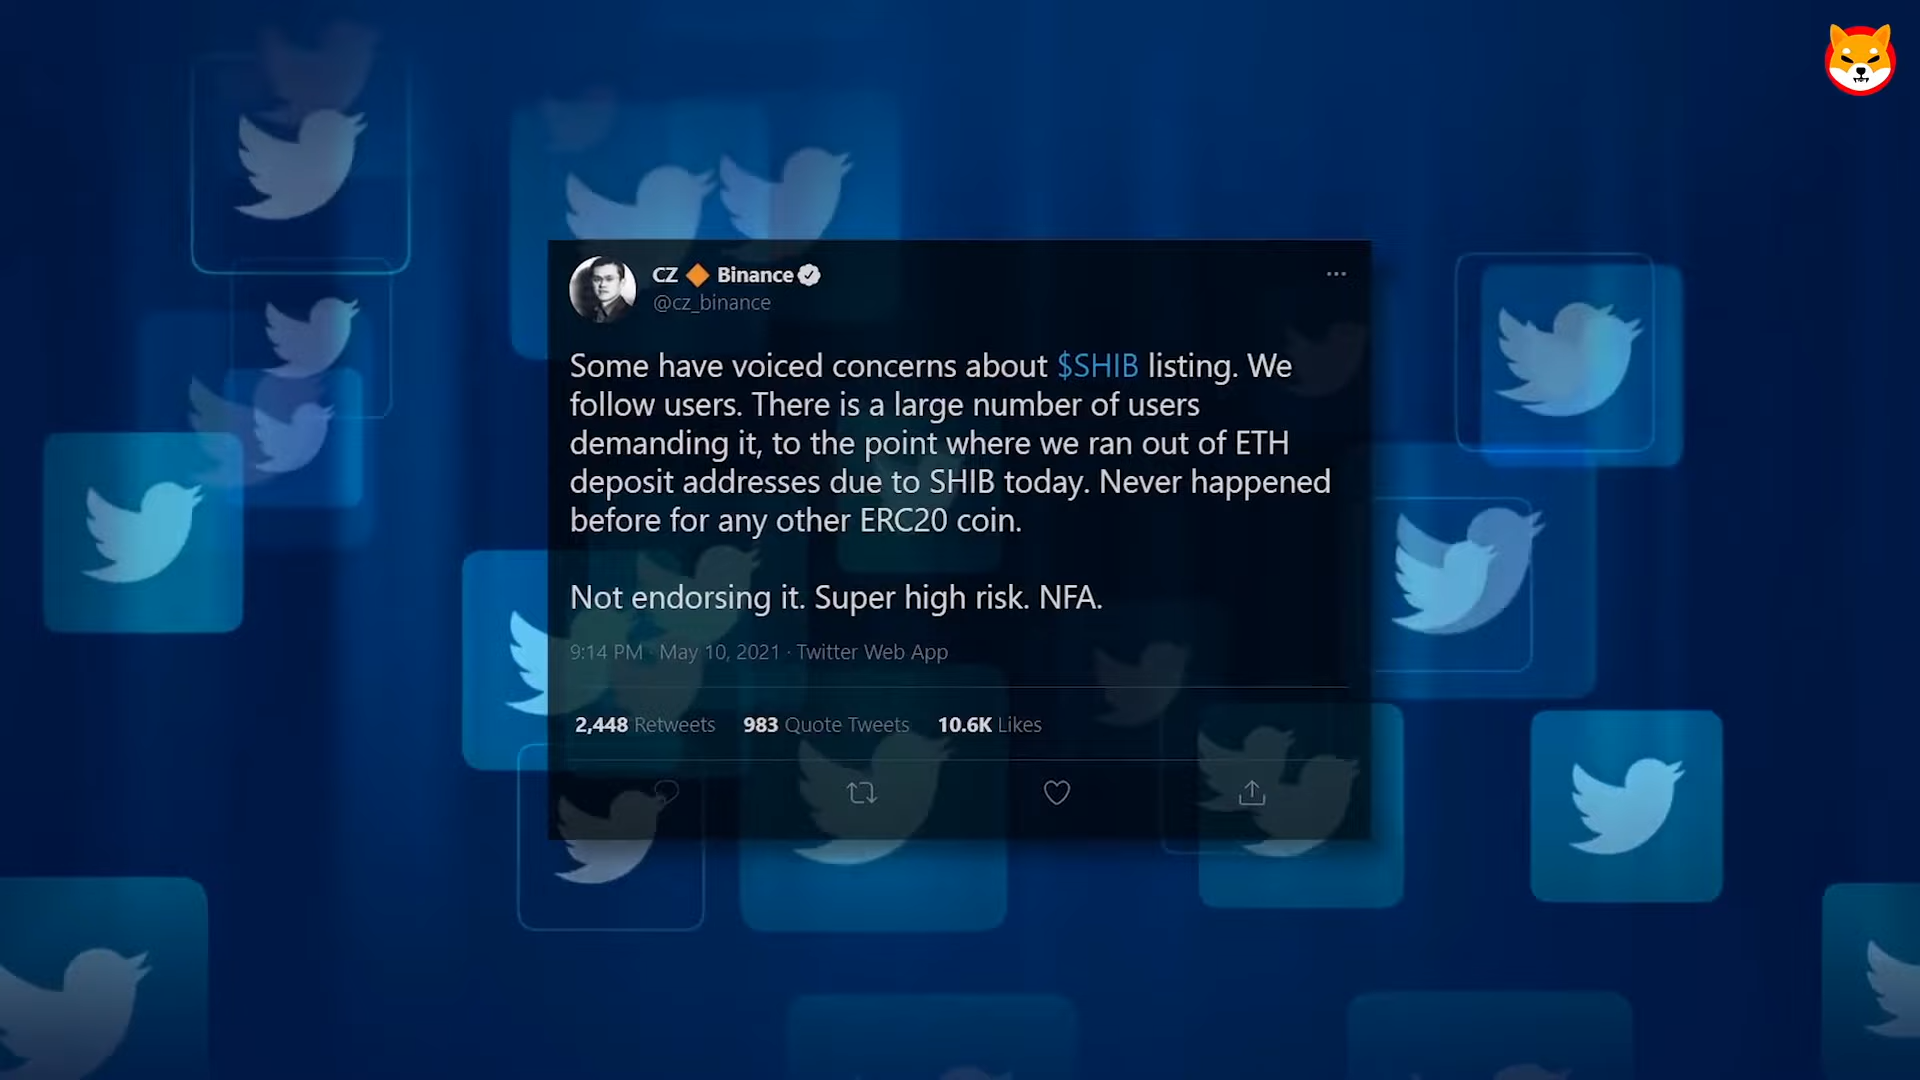 CZ 🔶 Binance
@cz_binance
Some have voiced concerns about $SHIB listing. We
follow users. There is a large number of users
demanding it, to the point where we ran out of ETH
deposit addresses due to SHIB today. Never happened
before for any other ERC20 coin.
Not endorsing it. Super high risk. NFA.
9:14 PM · May 10, 2021 · Twitter Web App
2,448 Retweets 983 Quote Tweets 10.6K Likes